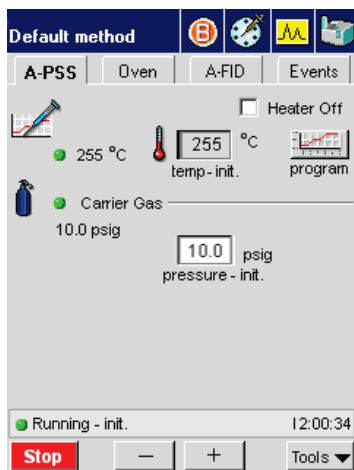 Default method B
A-PSS Oven A-FID Events
Heater Off
255 °C 255 °C
temp-init. program
Carrier Gas
10.0 psig
10.0 psig
pressure - init.
Running - init. 12:00:34
Stop − + Tools